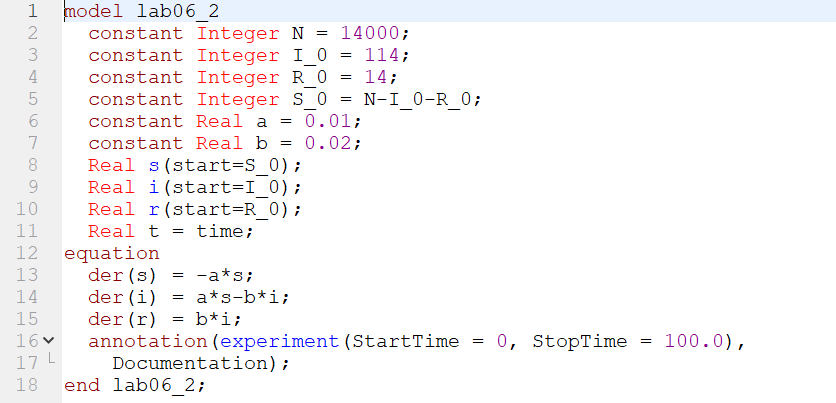 1 model lab06_2
2   constant Integer N = 14000;
3   constant Integer I_0 = 114;
4   constant Integer R_0 = 14;
5   constant Integer S_0 = N-I_0-R_0;
6   constant Real a = 0.01;
7   constant Real b = 0.02;
8   Real s(start=S_0);
9   Real i(start=I_0);
10   Real r(start=R_0);
11   Real t = time;
12 equation
13   der(s) = -a*s;
14   der(i) = a*s-b*i;
15   der(r) = b*i;
16   annotation(experiment(StartTime = 0, StopTime = 100.0),
17     Documentation);
18 end lab06_2;